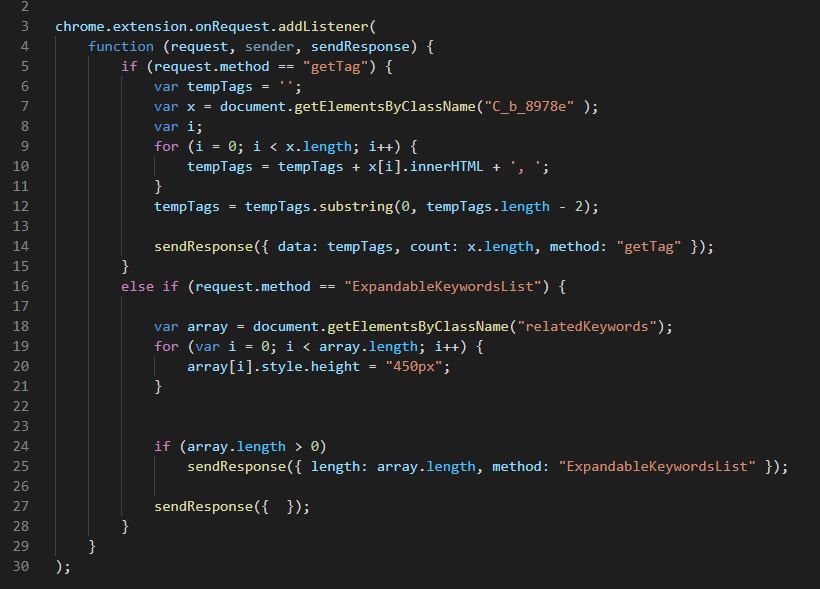 2
3 chrome.extension.onRequest.addListener(
4 function (request, sender, sendResponse) {
5 if (request.method == "getTag") {
6 var tempTags = '';
7 var x = document.getElementsByClassName("C_b_8978e" );
8 var i;
9 for (i = 0; i < x.length; i++) {
10 tempTags = tempTags + x[i].innerHTML + ', ';
11 }
12 tempTags = tempTags.substring(0, tempTags.length - 2);
13
14 sendResponse({ data: tempTags, count: x.length, method: "getTag" });
15 }
16 else if (request.method == "ExpandableKeywordsList") {
17
18 var array = document.getElementsByClassName("relatedKeywords");
19 for (var i = 0; i < array.length; i++) {
20 array[i].style.height = "450px";
21 }
22
23
24 if (array.length > 0)
25 sendResponse({ length: array.length, method: "ExpandableKeywordsList" });
26
27 sendResponse({  });
28 }
29 }
30 );